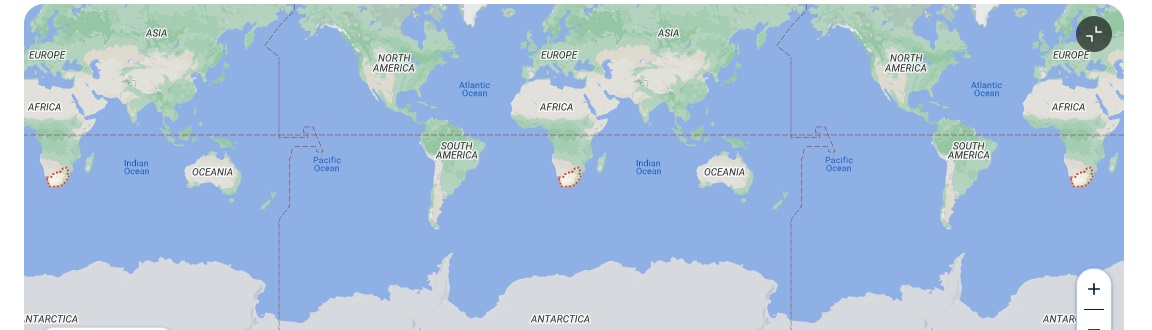 ASIA
ASIA
EUROPE
EUROPE
EUROPE
NORTH
AMERICA
NORTH
AMERICA
Atlantic
Ocean
Atlantic
Ocean
AFRICA
AFRICA
AFRICA
SOUTH
AMERICA
SOUTH
AMERICA
Indian
Ocean
Pacific
Ocean
Indian
Ocean
Pacific
Ocean
OCEANIA
OCEANIA
+
NTARCTICA
ANTARCTICA
ANTAR